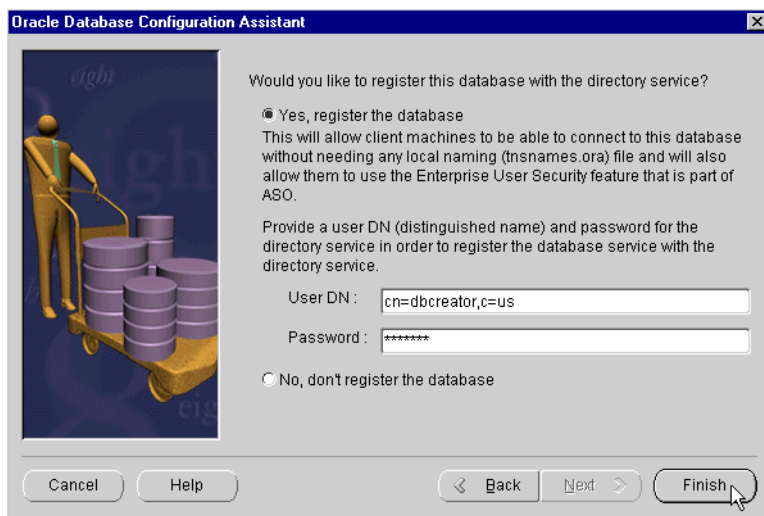 Oracle Database Configuration Assistant
eight
eight
eig
8
Would you like to register this database with the directory service?
Yes, register the database
This will allow client machines to be able to connect to this database
without needing any local naming (tnsnames.ora) file and will also
allow them to use the Enterprise User Security feature that is part of
ASO.
Provide a user DN (distinguished name) and password for the
directory service in order to register the database service with the
directory service.
User DN : cn=dbcreator,c=us
Password : *******
No, don't register the database
Cancel Help Back Next Finish